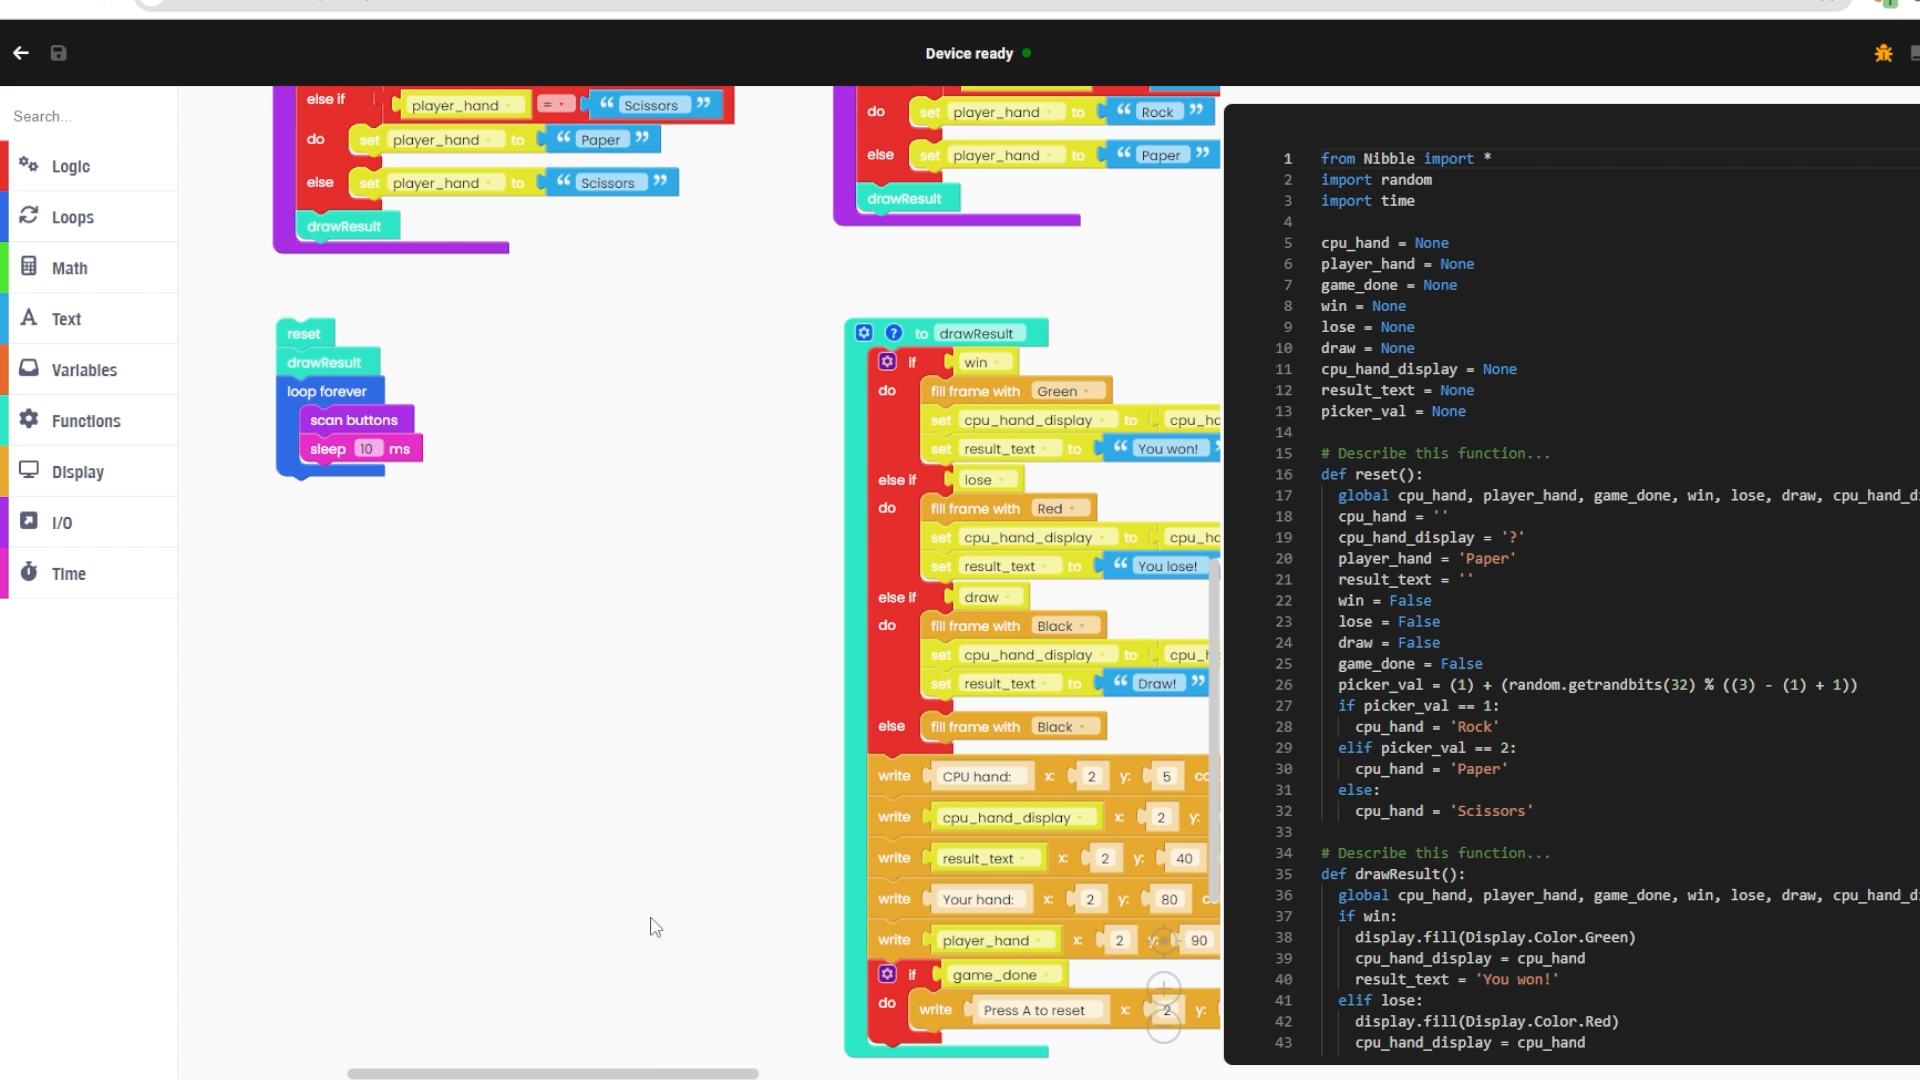 Device ready
Search...
Logic
Loops
Math
Text
Variables
Functions
Display
I/O
Time
else if player_hand = “ Scissors ”
do set player_hand to “ Paper ”
else set player_hand to “ Scissors ”
drawResult
do set player_hand to “ Rock ”
else set player_hand to “ Paper ”
drawResult
reset
drawResult
loop forever
scan buttons
sleep 10 ms
? to drawResult
if win
do fill frame with Green
set cpu_hand_display to
set result_text to “ You won!
else if lose
do fill frame with Red
set cpu_hand_display to
set result_text to “ You lose!
else if draw
do fill frame with Black
set cpu_hand_display to
set result_text to “ Draw! ”
else fill frame with Black
write CPU hand: x: 2 y: 5
write cpu_hand_display x: 2 y:
write result_text x: 2 y: 40
write Your hand: x: 2 y: 80
write player_hand x: 2 y: 90
if game_done
do write Press A to reset x: 2 y:
1 from Nibble import *
2 import random
3 import time
4
5 cpu_hand = None
6 player_hand = None
7 game_done = None
8 win = None
9 lose = None
10 draw = None
11 cpu_hand_display = None
12 result_text = None
13 picker_val = None
14
15 # Describe this function...
16 def reset():
17 global cpu_hand, player_hand, game_done, win, lose, draw, cpu_hand_d
18 cpu_hand = ''
19 cpu_hand_display = '?'
20 player_hand = 'Paper'
21 result_text = ''
22 win = False
23 lose = False
24 draw = False
25 game_done = False
26 picker_val = (1) + (random.getrandbits(32) % ((3) - (1) + 1))
27 if picker_val == 1:
28 cpu_hand = 'Rock'
29 elif picker_val == 2:
30 cpu_hand = 'Paper'
31 else:
32 cpu_hand = 'Scissors'
33
34 # Describe this function...
35 def drawResult():
36 global cpu_hand, player_hand, game_done, win, lose, draw, cpu_hand_d
37 if win:
38 display.fill(Display.Color.Green)
39 cpu_hand_display = cpu_hand
40 result_text = 'You won!'
41 elif lose:
42 display.fill(Display.Color.Red)
43 cpu_hand_display = cpu_hand